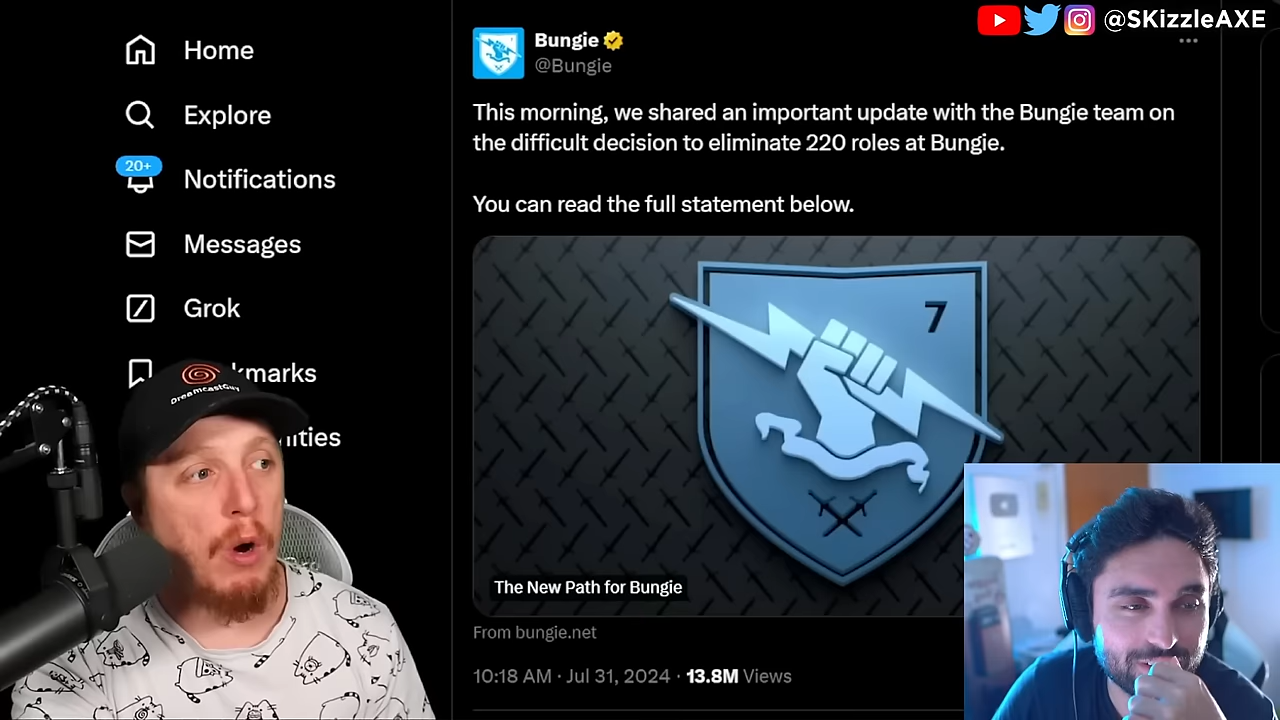 @SKizzleAXE
Home
Explore
20+
Notifications
Messages
Grok
kmarks
nities
DreamcastGuy
Bungie
@Bungie
This morning, we shared an important update with the Bungie team on
the difficult decision to eliminate 220 roles at Bungie.
You can read the full statement below.
7
The New Path for Bungie
From bungie.net
10:18 AM · Jul 31, 2024 · 13.8M Views